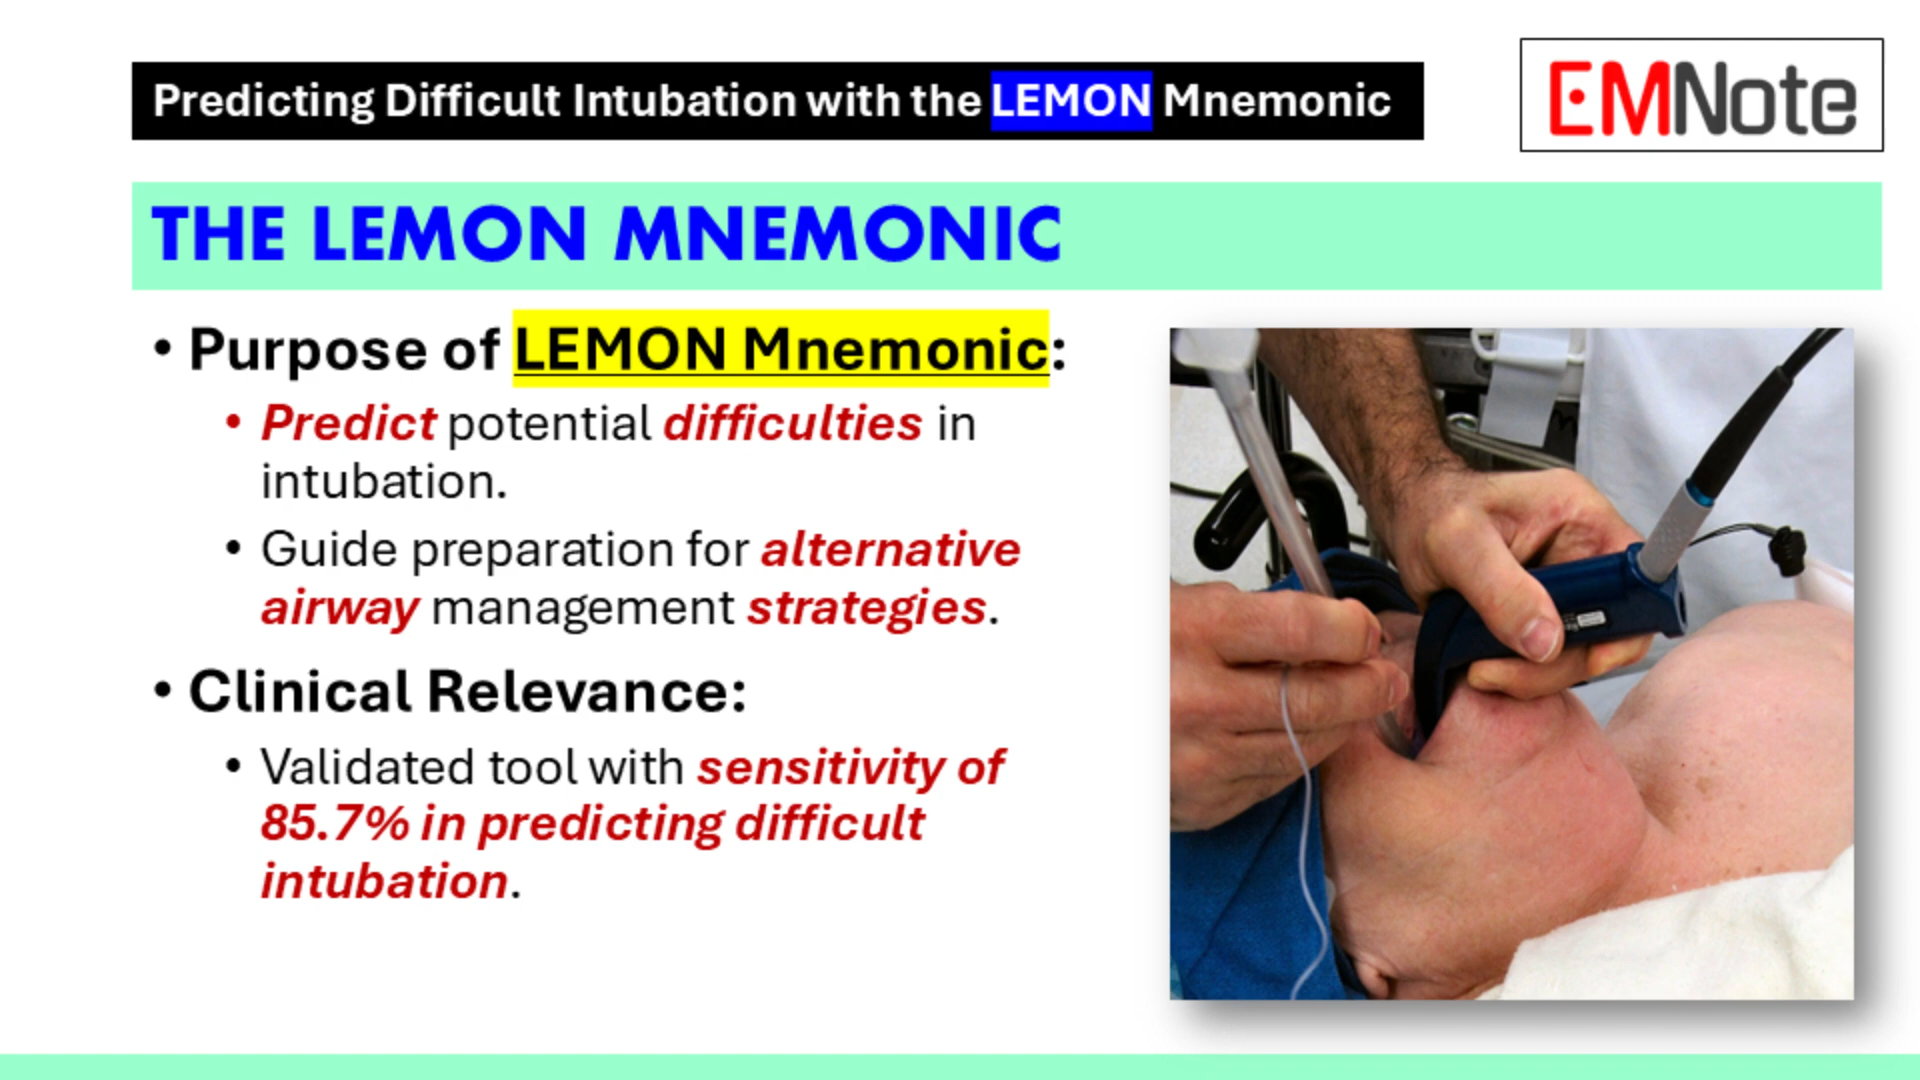 Predicting Difficult Intubation with the LEMON Mnemonic
EMNote
THE LEMON MNEMONIC
• Purpose of LEMON Mnemonic:
• Predict potential difficulties in
intubation.
• Guide preparation for alternative
airway management strategies.
• Clinical Relevance:
• Validated tool with sensitivity of
85.7% in predicting difficult
intubation.